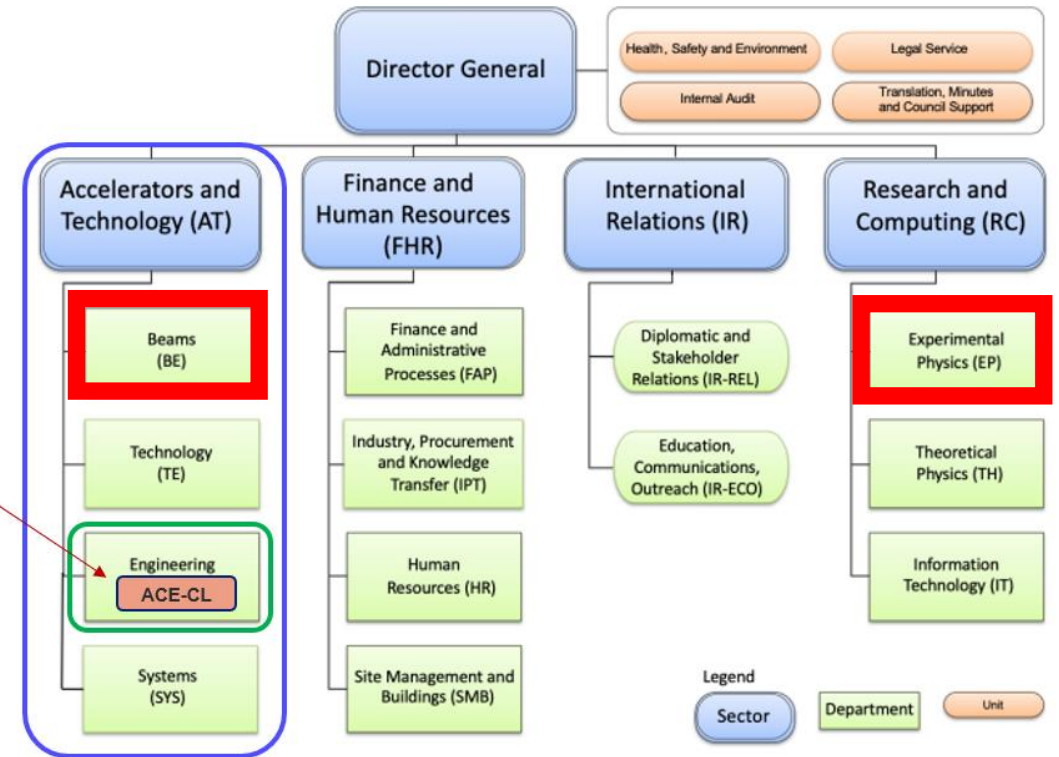 Director General
Health, Safety and Environment
Legal Service
Internal Audit
Translation, Minutes
and Council Support
Accelerators and
Technology (AT)
Finance and
Human Resources
(FHR)
International
Relations (IR)
Research and
Computing (RC)
Beams
(BE)
Technology
(TE)
Engineering
ACE-CL
Systems
(SYS)
Finance and
Administrative
Processes (FAP)
Industry, Procurement
and Knowledge
Transfer (IPT)
Human
Resources (HR)
Site Management and
Buildings (SMB)
Diplomatic and
Stakeholder
Relations (IR-REL)
Education,
Communications,
Outreach (IR-ECO)
Experimental
Physics (EP)
Theoretical
Physics (TH)
Information
Technology (IT)
Legend
Sector
Department
Unit